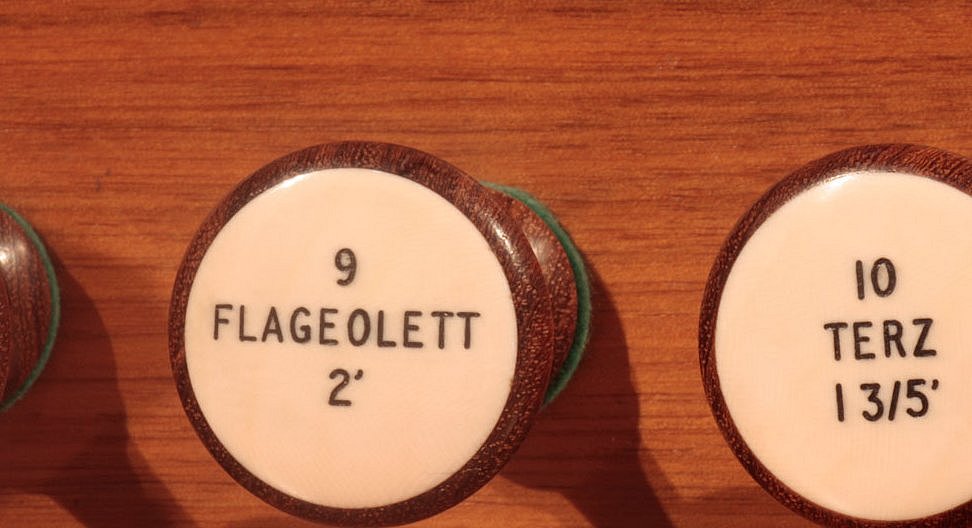 9
FLAGEOLETT
2'
10
TERZ
1 3/5'